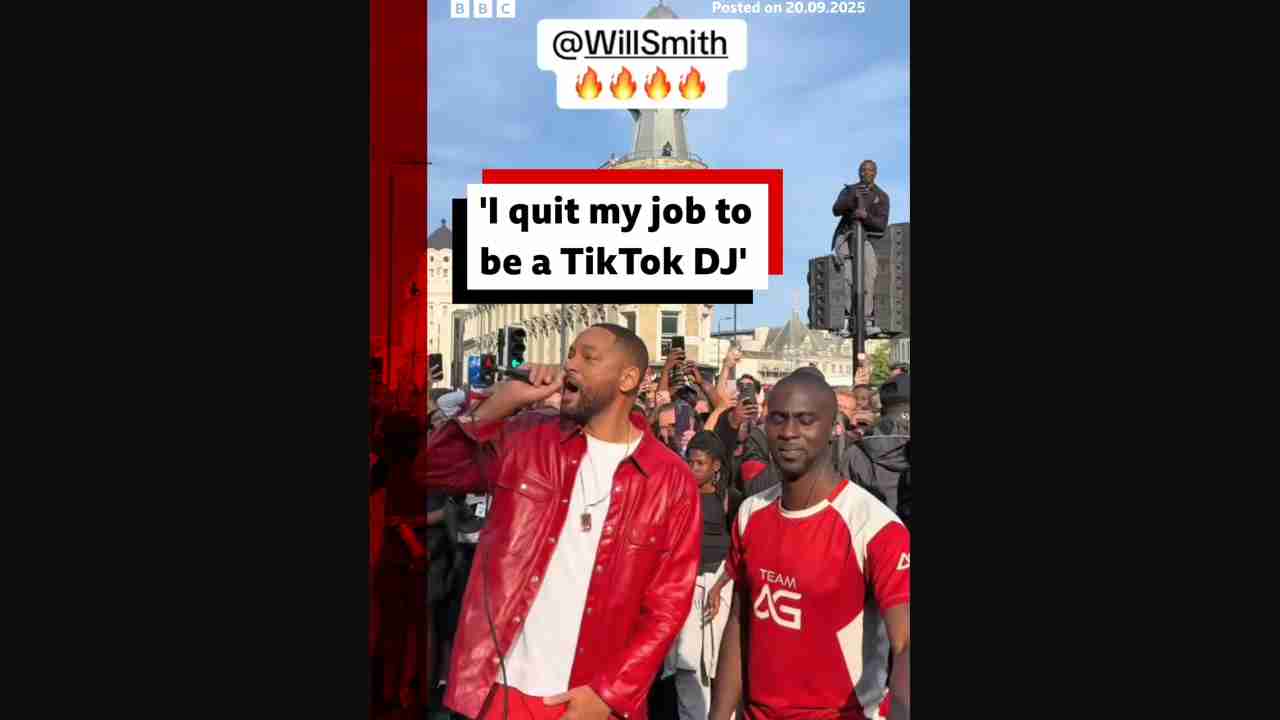 BBC
Posted on 20.09.2025
@WillSmith
🔥🔥🔥🔥
'I quit my job to
be a TikTok DJ'
TEAM
AG